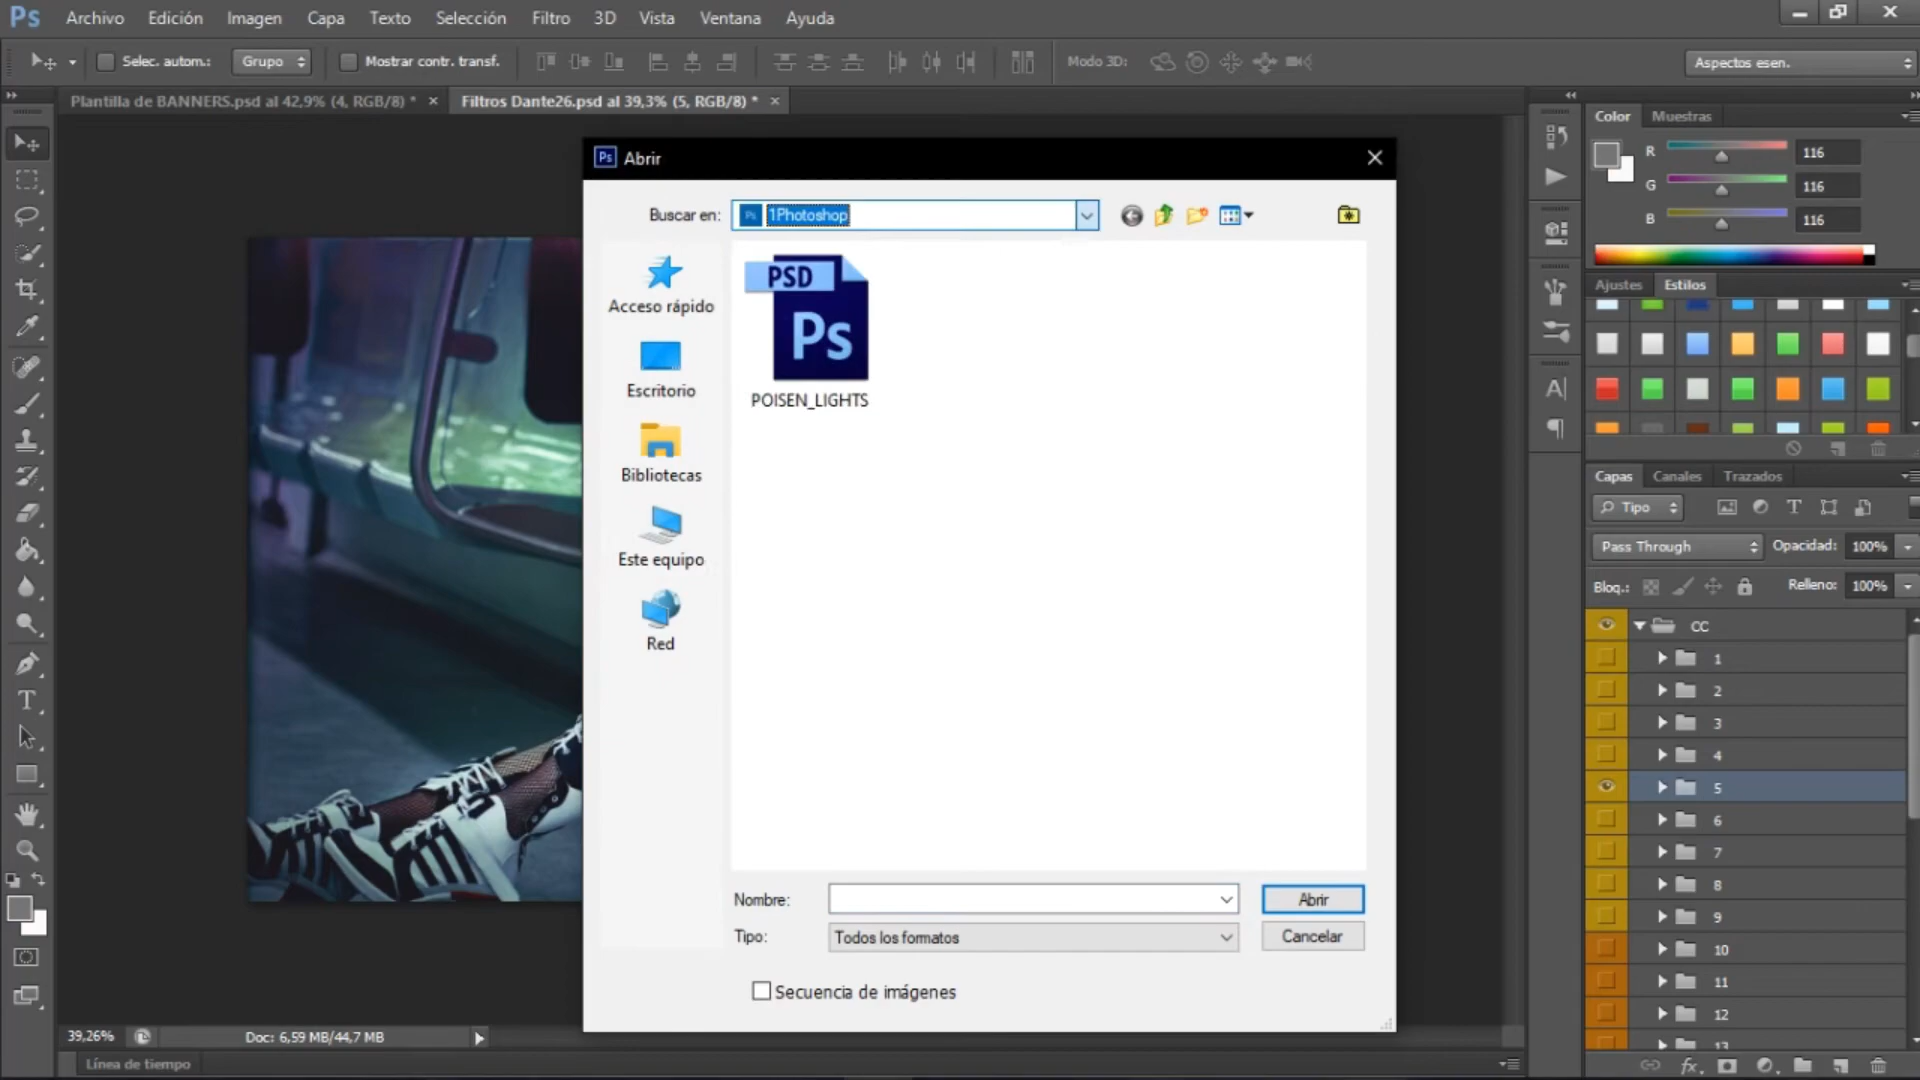 Ps Archivo Edición Imagen Capa Texto Selección Filtro 3D Vista Ventana Ayuda
Selec. autom.: Grupo Mostrar contr. transf. Modo 3D: Aspectos esen.
Plantilla de BANNERS.psd al 42,9% (4, RGB/8) * × Filtros Dante26.psd al 39,3% (5, RGB/8) * ×
Ps Abrir
Buscar en: Ps 1Photoshop
Acceso rápido
Escritorio
Bibliotecas
Este equipo
Red
PSD
Ps
POISEN_LIGHTS
Nombre: Abrir
Tipo: Todos los formatos Cancelar
Secuencia de imágenes
Color Muestras
R 116
G 116
B 116
Ajustes Estilos
Capas Canales Trazados
Tipo T
Pass Through Opacidad: 100%
Bloq.: Relleno: 100%
CC
1
2
3
4
5
6
7
8
9
10
11
12
13
T
A
fx
39,26% Doc: 6,59 MB/44,7 MB
Línea de tiempo